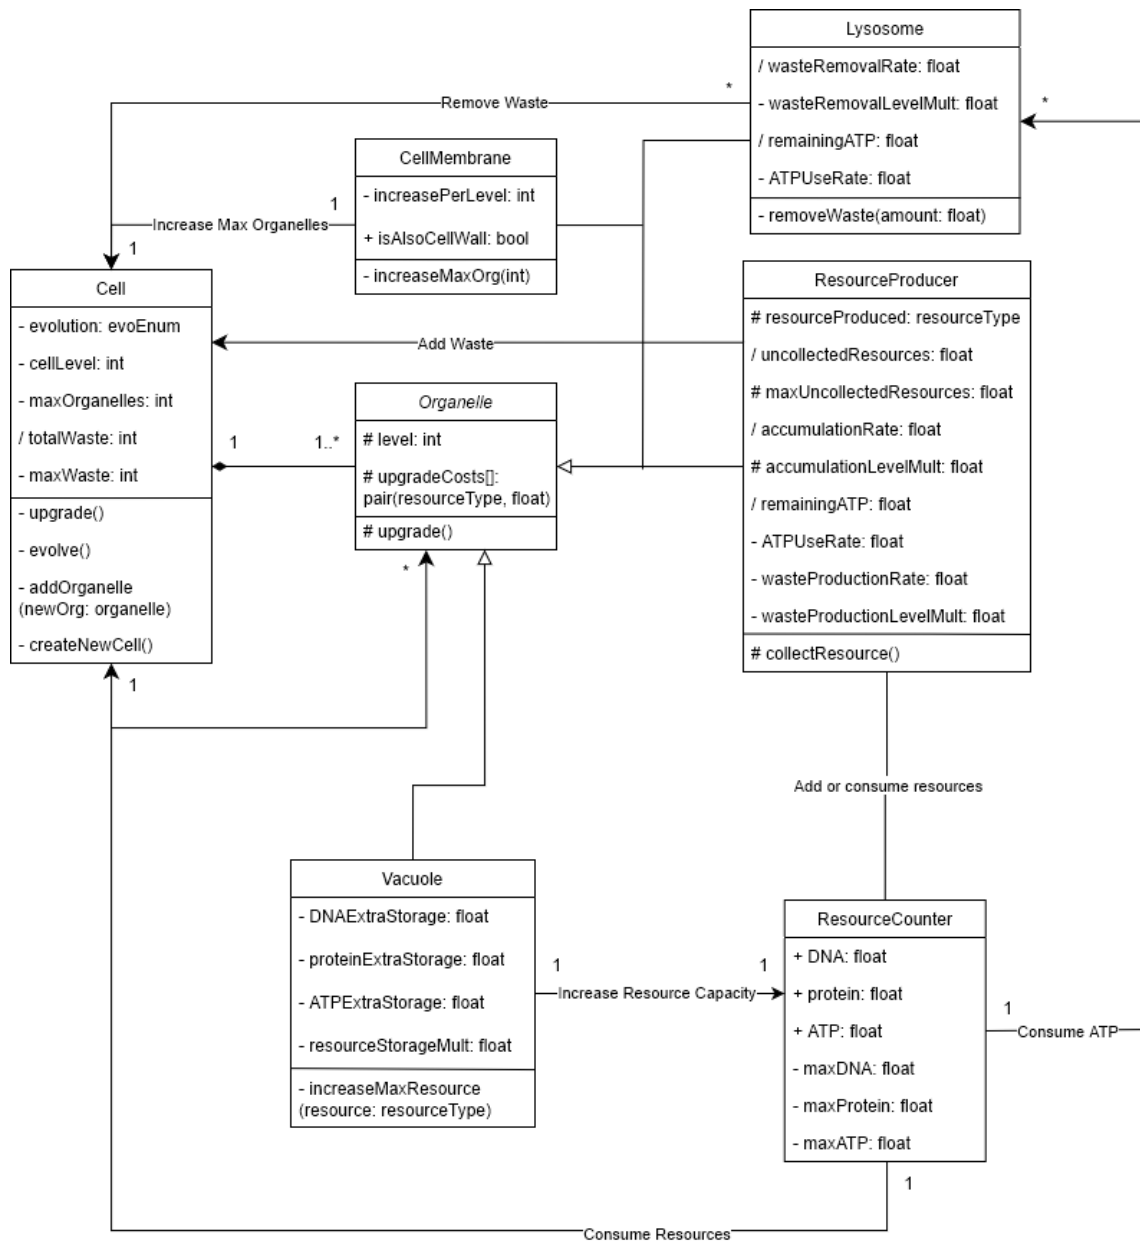 Lysosome
/ wasteRemovalRate: float
- wasteRemovalLevelMult: float
/ remainingATP: float
- ATPUseRate: float
- removeWaste(amount: float)
*
*
Remove Waste
CellMembrane
- increasePerLevel: int
+ isAlsoCellWall: bool
- increaseMaxOrg(int)
1
Increase Max Organelles
1
Cell
- evolution: evoEnum
- cellLevel: int
- maxOrganelles: int
/ totalWaste: int
- maxWaste: int
- upgrade()
- evolve()
- addOrganelle
(newOrg: organelle)
- createNewCell()
1
Add Waste
1
1..*
Organelle
# level: int
# upgradeCosts[]:
pair(resourceType, float)
# upgrade()
*
ResourceProducer
# resourceProduced: resourceType
/ uncollectedResources: float
# maxUncollectedResources: float
/ accumulationRate: float
# accumulationLevelMult: float
/ remainingATP: float
- ATPUseRate: float
- wasteProductionRate: float
- wasteProductionLevelMult: float
# collectResource()
Add or consume resources
Vacuole
- DNAExtraStorage: float
- proteinExtraStorage: float
- ATPExtraStorage: float
- resourceStorageMult: float
- increaseMaxResource
(resource: resourceType)
1
1
Increase Resource Capacity
ResourceCounter
+ DNA: float
+ protein: float
+ ATP: float
- maxDNA: float
- maxProtein: float
- maxATP: float
1
Consume ATP
1
Consume Resources